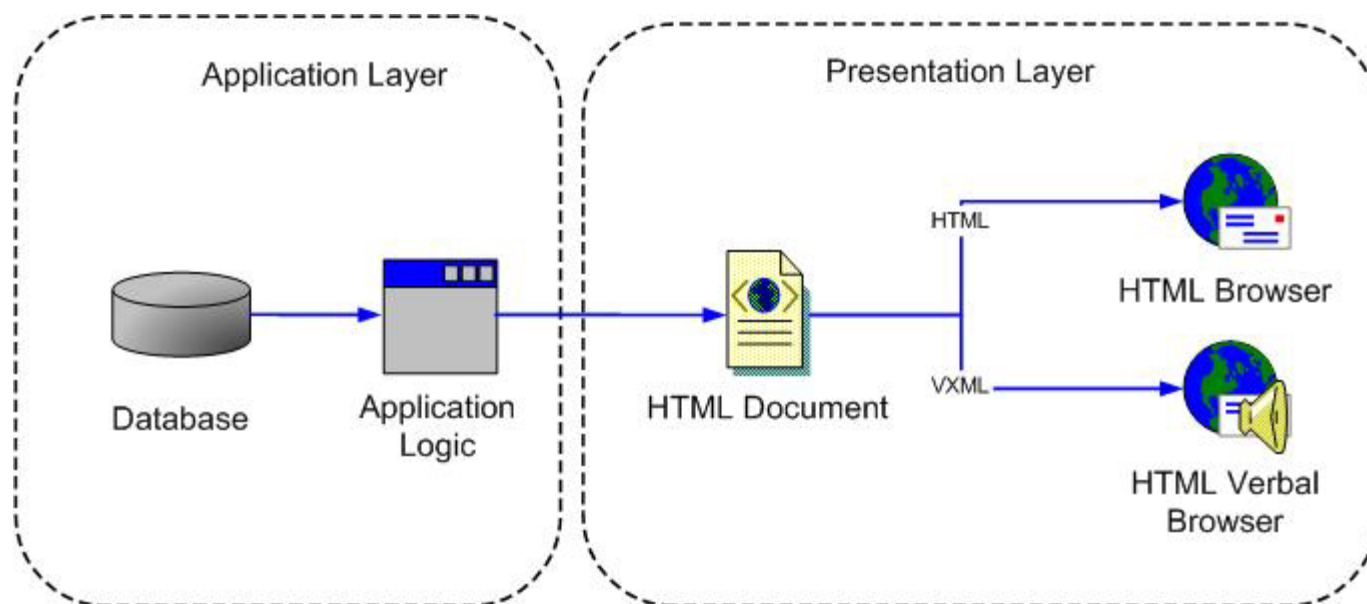 Application Layer
Presentation Layer
Database
Application
Logic
HTML Document
HTML
VXML
HTML Browser
HTML Verbal
Browser